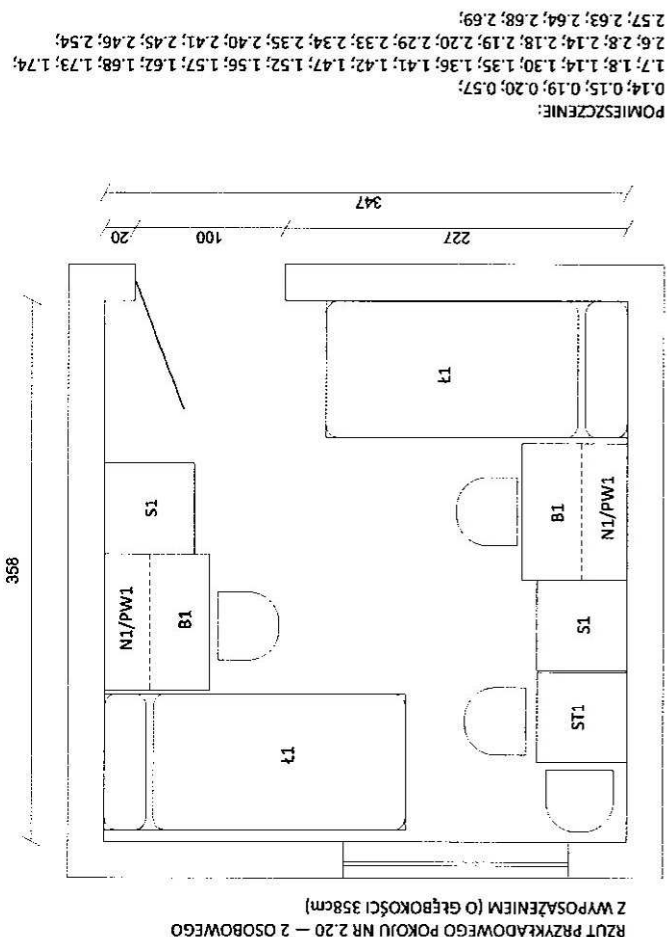 RZUT PRZYKŁADOWEGO POKOJU NR 2.20 — 2 OSOBOWEGO
Z WYPOSAŻENIEM (O GŁĘBOKOŚCI 358cm)
ST1
Ł1
S1
B1
N1/PW1
N1/PW1
B1
S1
Ł1
358
227
100
20
347
POMIESZCZENIE:
0.14; 0.15; 0.19; 0.20; 0.57;
1.7; 1.8; 1.14; 1.30; 1.35; 1.36; 1.41; 1.42; 1.47; 1.52; 1.56; 1.57; 1.62; 1.68; 1.73; 1.74;
2.6; 2.8; 2.14; 2.18; 2.19; 2.20; 2.29; 2.33; 2.34; 2.35; 2.40; 2.41; 2.45; 2.46; 2.54;
2.57; 2.63; 2.64; 2.68; 2.69;